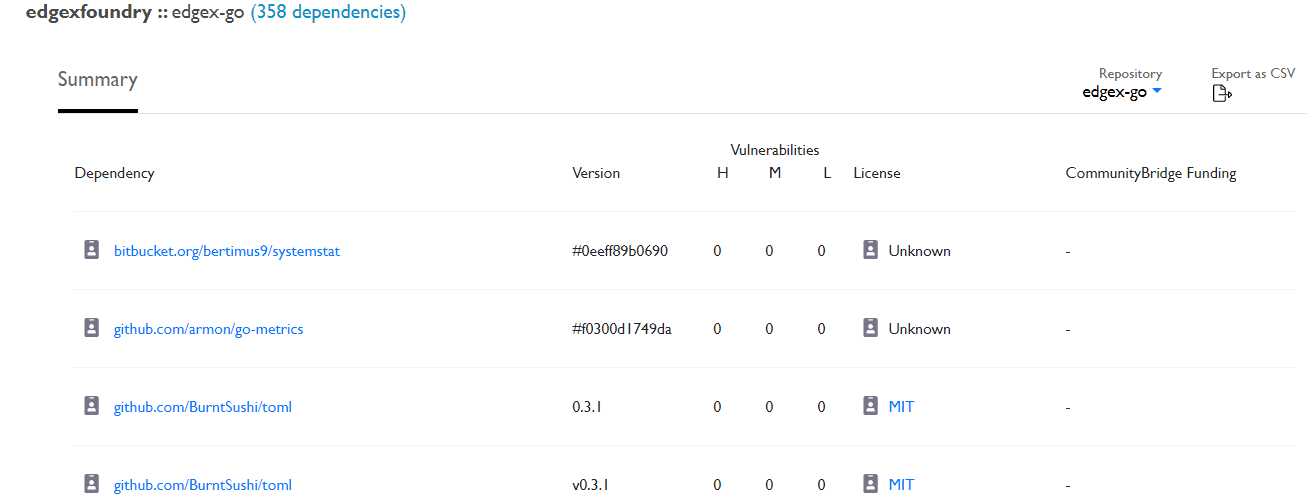 edgexfoundry :: edgex-go (358 dependencies)
Summary
Repository
edgex-go
Export as CSV
Vulnerabilities
Dependency Version H M L License CommunityBridge Funding
bitbucket.org/bertimus9/systemstat #0eeff89b0690 0 0 0 Unknown -
github.com/armon/go-metrics #f0300d1749da 0 0 0 Unknown -
github.com/BurntSushi/toml 0.3.1 0 0 0 MIT -
github.com/BurntSushi/toml v0.3.1 0 0 0 MIT -